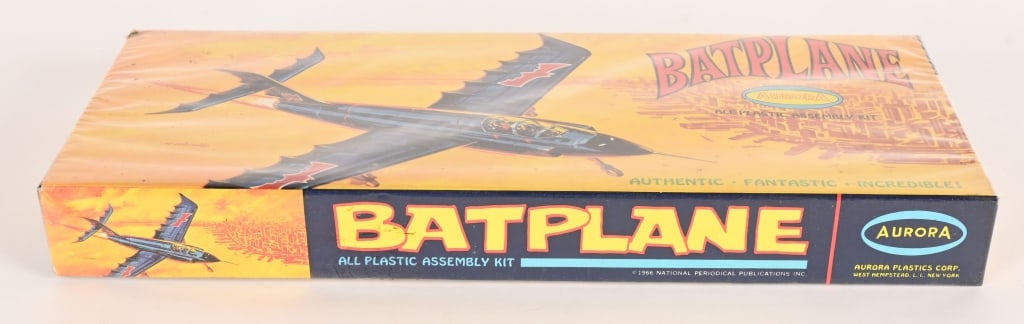 BATPLANE
AURORA
ALL PLASTIC ASSEMBLY KIT
AUTHENTIC • FANTASTIC • INCREDIBLE!
BATPLANE
ALL PLASTIC ASSEMBLY KIT
©1966 NATIONAL PERIODICAL PUBLICATIONS INC.
AURORA
AURORA PLASTICS CORP.
WEST HEMPSTEAD, L. I., NEW YORK